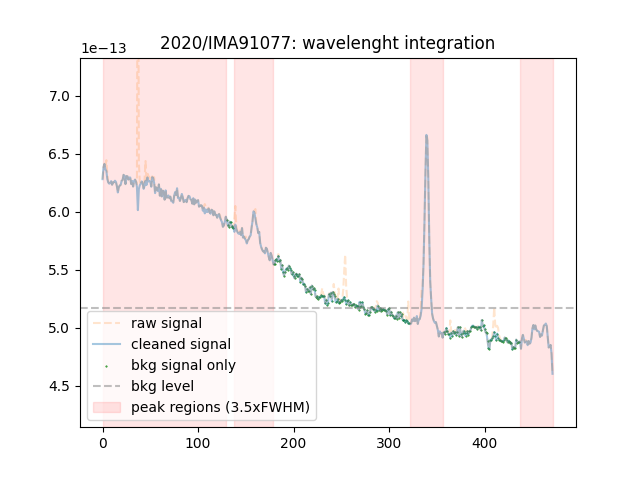 2020/IMA91077: wavelenght integration
1e−13
7.0
6.5
6.0
5.5
5.0
4.5
raw signal
cleaned signal
bkg signal only
bkg level
peak regions (3.5xFWHM)
0 100 200 300 400